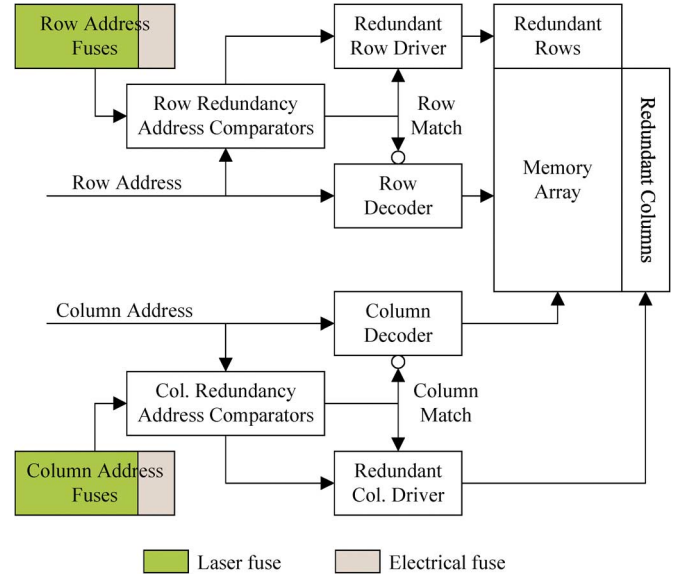 Row Address
Fuses
Redundant
Row Driver
Redundant
Rows
Row Redundancy
Address Comparators
Row
Match
Redundant Columns
Memory
Array
Row Address
Row
Decoder
Column Address
Column
Decoder
Col. Redundancy
Address Comparators
Column
Match
Column Address
Fuses
Redundant
Col. Driver
Laser fuse
Electrical fuse